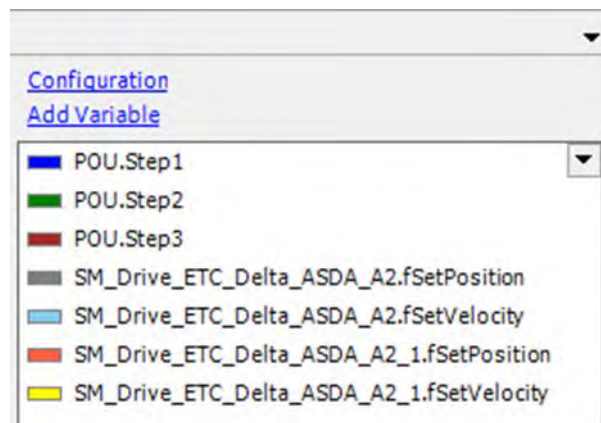 Configuration
Add Variable
POU.Step1
POU.Step2
POU.Step3
SM_Drive_ETC_Delta_ASDA_A2.fSetPosition
SM_Drive_ETC_Delta_ASDA_A2.fSetVelocity
SM_Drive_ETC_Delta_ASDA_A2_1.fSetPosition
SM_Drive_ETC_Delta_ASDA_A2_1.fSetVelocity